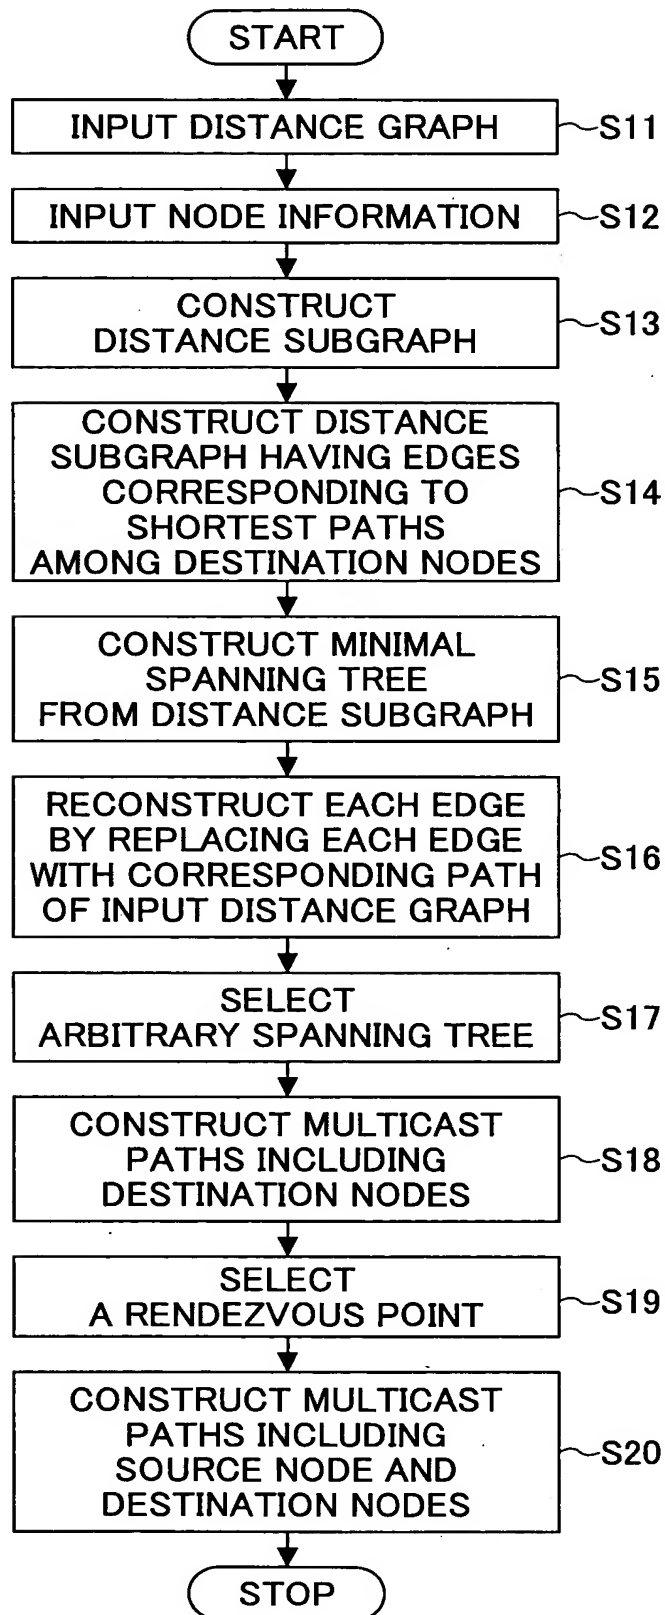 START
INPUT DISTANCE GRAPH
S11
INPUT NODE INFORMATION
S12
CONSTRUCT
DISTANCE SUBGRAPH
S13
CONSTRUCT DISTANCE
SUBGRAPH HAVING EDGES
CORRESPONDING TO
SHORTEST PATHS
AMONG DESTINATION NODES
S14
CONSTRUCT MINIMAL
SPANNING TREE
FROM DISTANCE SUBGRAPH
S15
RECONSTRUCT EACH EDGE
BY REPLACING EACH EDGE
WITH CORRESPONDING PATH
OF INPUT DISTANCE GRAPH
S16
SELECT
ARBITRARY SPANNING TREE
S17
CONSTRUCT MULTICAST
PATHS INCLUDING
DESTINATION NODES
S18
SELECT
A RENDEZVOUS POINT
S19
CONSTRUCT MULTICAST
PATHS INCLUDING
SOURCE NODE AND
DESTINATION NODES
S20
STOP